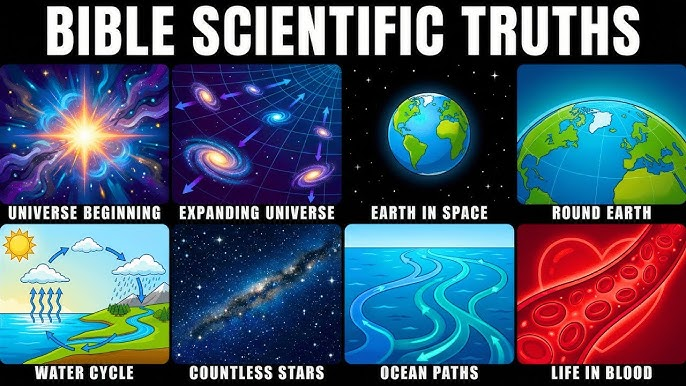 BIBLE SCIENTIFIC TRUTHS
UNIVERSE BEGINNING
EXPANDING UNIVERSE
EARTH IN SPACE
ROUND EARTH
WATER CYCLE
COUNTLESS STARS
OCEAN PATHS
LIFE IN BLOOD